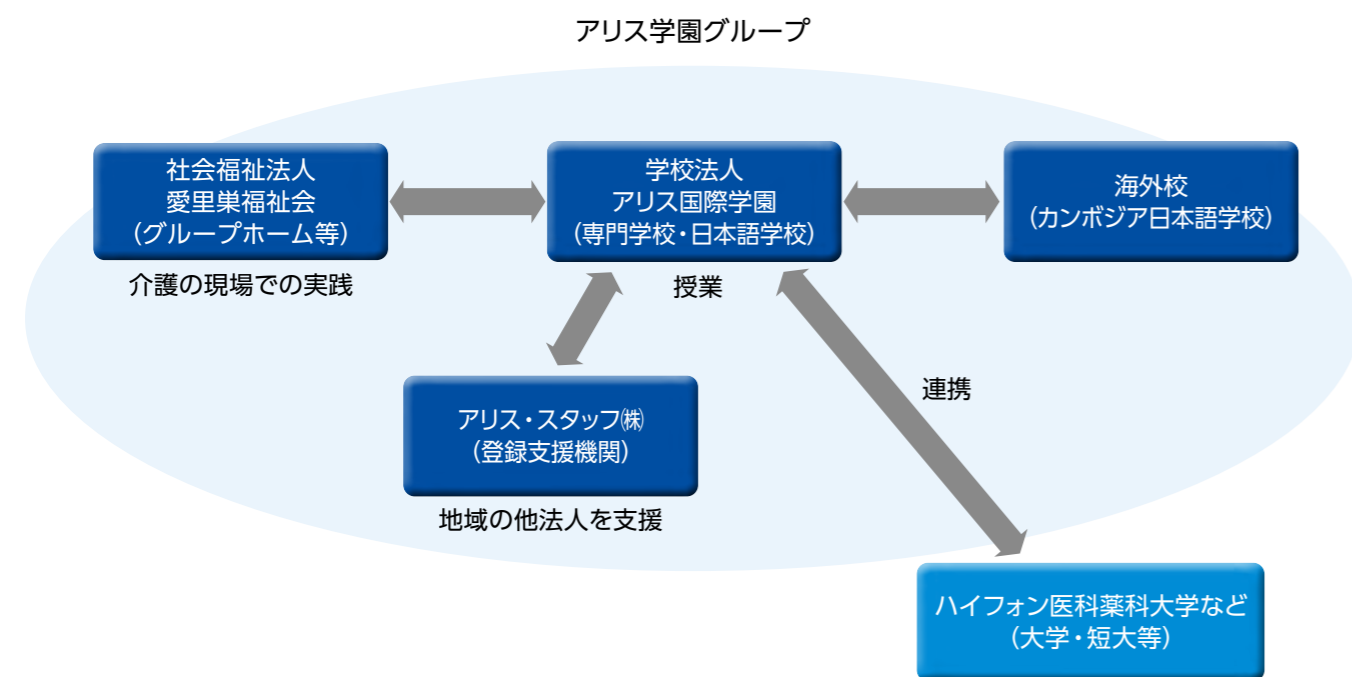 アリス学園グループ
社会福祉法人
愛里巣福祉会
(グループホーム等)
介護の現場での実践
学校法人
アリス国際学園
(専門学校・日本語学校)
授業
海外校
(カンボジア日本語学校)
アリス・スタッフ㈱
(登録支援機関)
地域の他法人を支援
連携
ハイフォン医科薬科大学など
(大学・短大等)